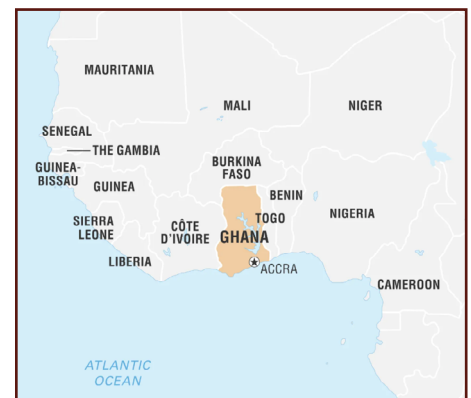 MAURITANIA
MALI
NIGER
SENEGAL
THE GAMBIA
GUINEA-
BISSAU
GUINEA
BURKINA
FASO
BENIN
TOGO
NIGERIA
SIERRA
LEONE
CÔTE
D'IVOIRE
GHANA
LIBERIA
ACCRA
CAMEROON
ATLANTIC
OCEAN